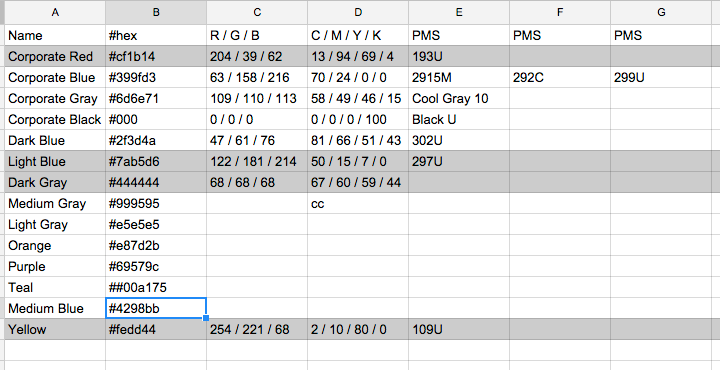 A B C D E F G
Name #hex R / G / B C / M / Y / K PMS PMS PMS
Corporate Red #cf1b14 204 / 39 / 62 13 / 94 / 69 / 4 193U
Corporate Blue #399fd3 63 / 158 / 216 70 / 24 / 0 / 0 2915M 292C 299U
Corporate Gray #6d6e71 109 / 110 / 113 58 / 49 / 46 / 15 Cool Gray 10
Corporate Black #000 0 / 0 / 0 0 / 0 / 0 / 100 Black U
Dark Blue #2f3d4a 47 / 61 / 76 81 / 66 / 51 / 43 302U
Light Blue #7ab5d6 122 / 181 / 214 50 / 15 / 7 / 0 297U
Dark Gray #444444 68 / 68 / 68 67 / 60 / 59 / 44
Medium Gray #999595 cc
Light Gray #e5e5e5
Orange #e87d2b
Purple #69579c
Teal ##00a175
Medium Blue #4298bb
Yellow #fedd44 254 / 221 / 68 2 / 10 / 80 / 0 109U